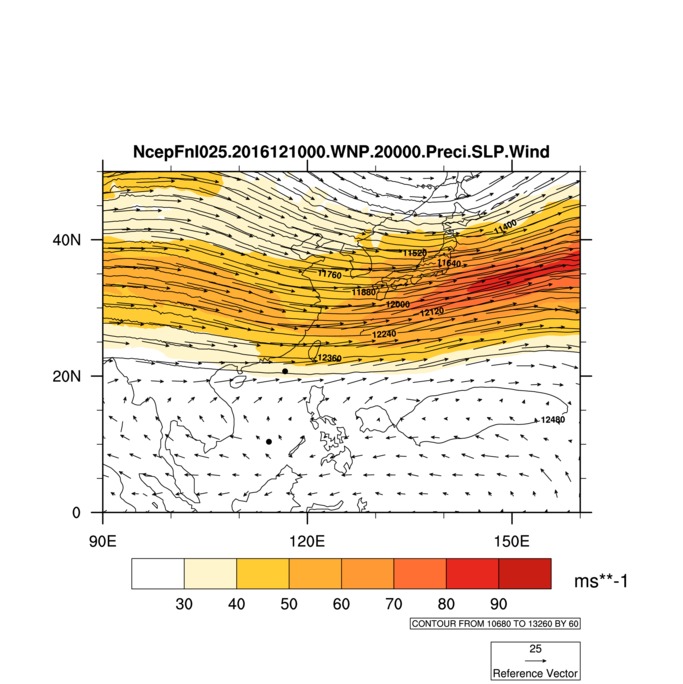 NcepFnl025.2016121000.WNP.20000.Preci.SLP.Wind
40N
20N
0
11400
11520
11640
11760
11880
12000
12120
12240
12360
12480
90E 120E 150E
30 40 50 60 70 80 90
ms**-1
CONTOUR FROM 10680 TO 13260 BY 60
25
Reference Vector